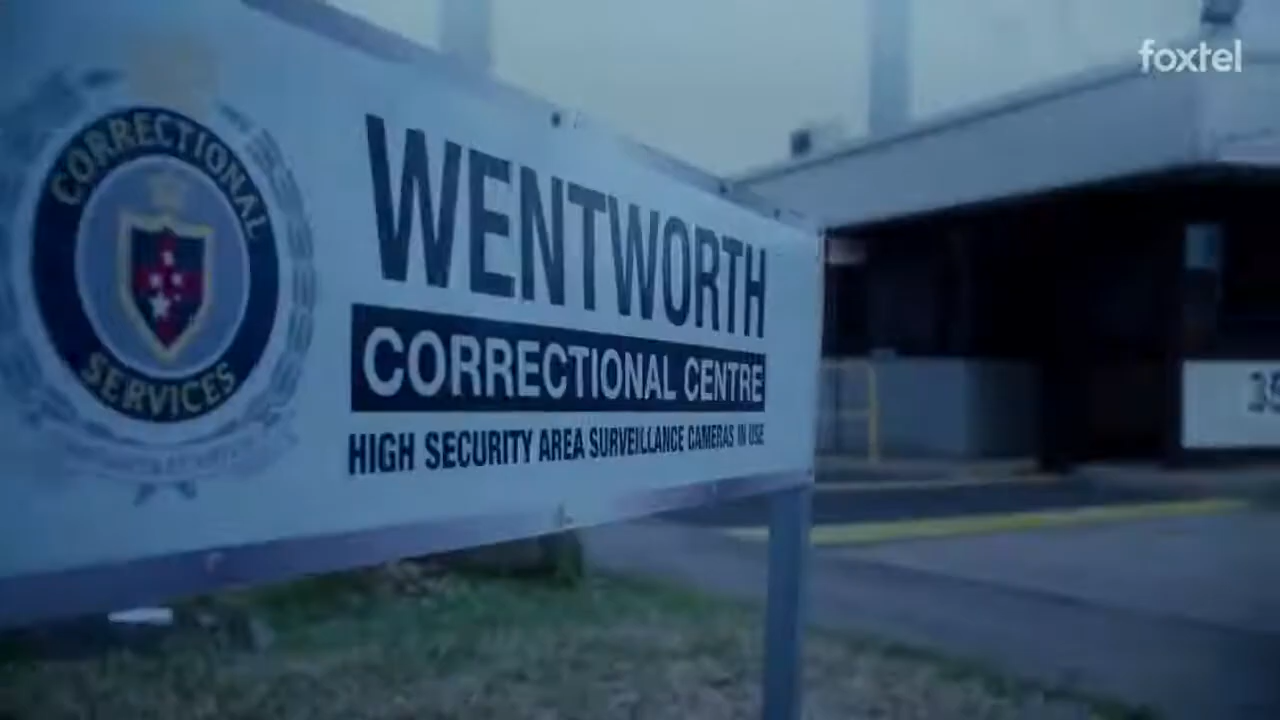 foxtel
CORRECTIONAL
SERVICES
WENTWORTH
CORRECTIONAL CENTRE
HIGH SECURITY AREA SURVEILLANCE CAMERAS IN USE